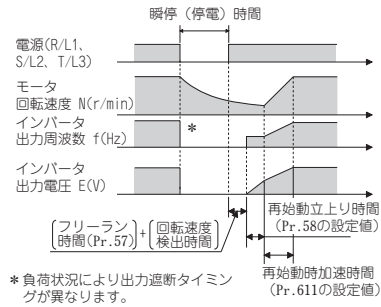 瞬停（停電）時間
電源(R/L1、
S/L2、T/L3)
モータ
回転速度 N(r/min)
インバータ
出力周波数 f(Hz)
*
インバータ
出力電圧 E(V)
フリーラン
時間(Pr.57)
+
回転速度
検出時間
再始動立上り時間
(Pr.58の設定値)
再始動時加速時間
(Pr.611の設定値)
*負荷状況により出力遮断タイミン
グが異なります。